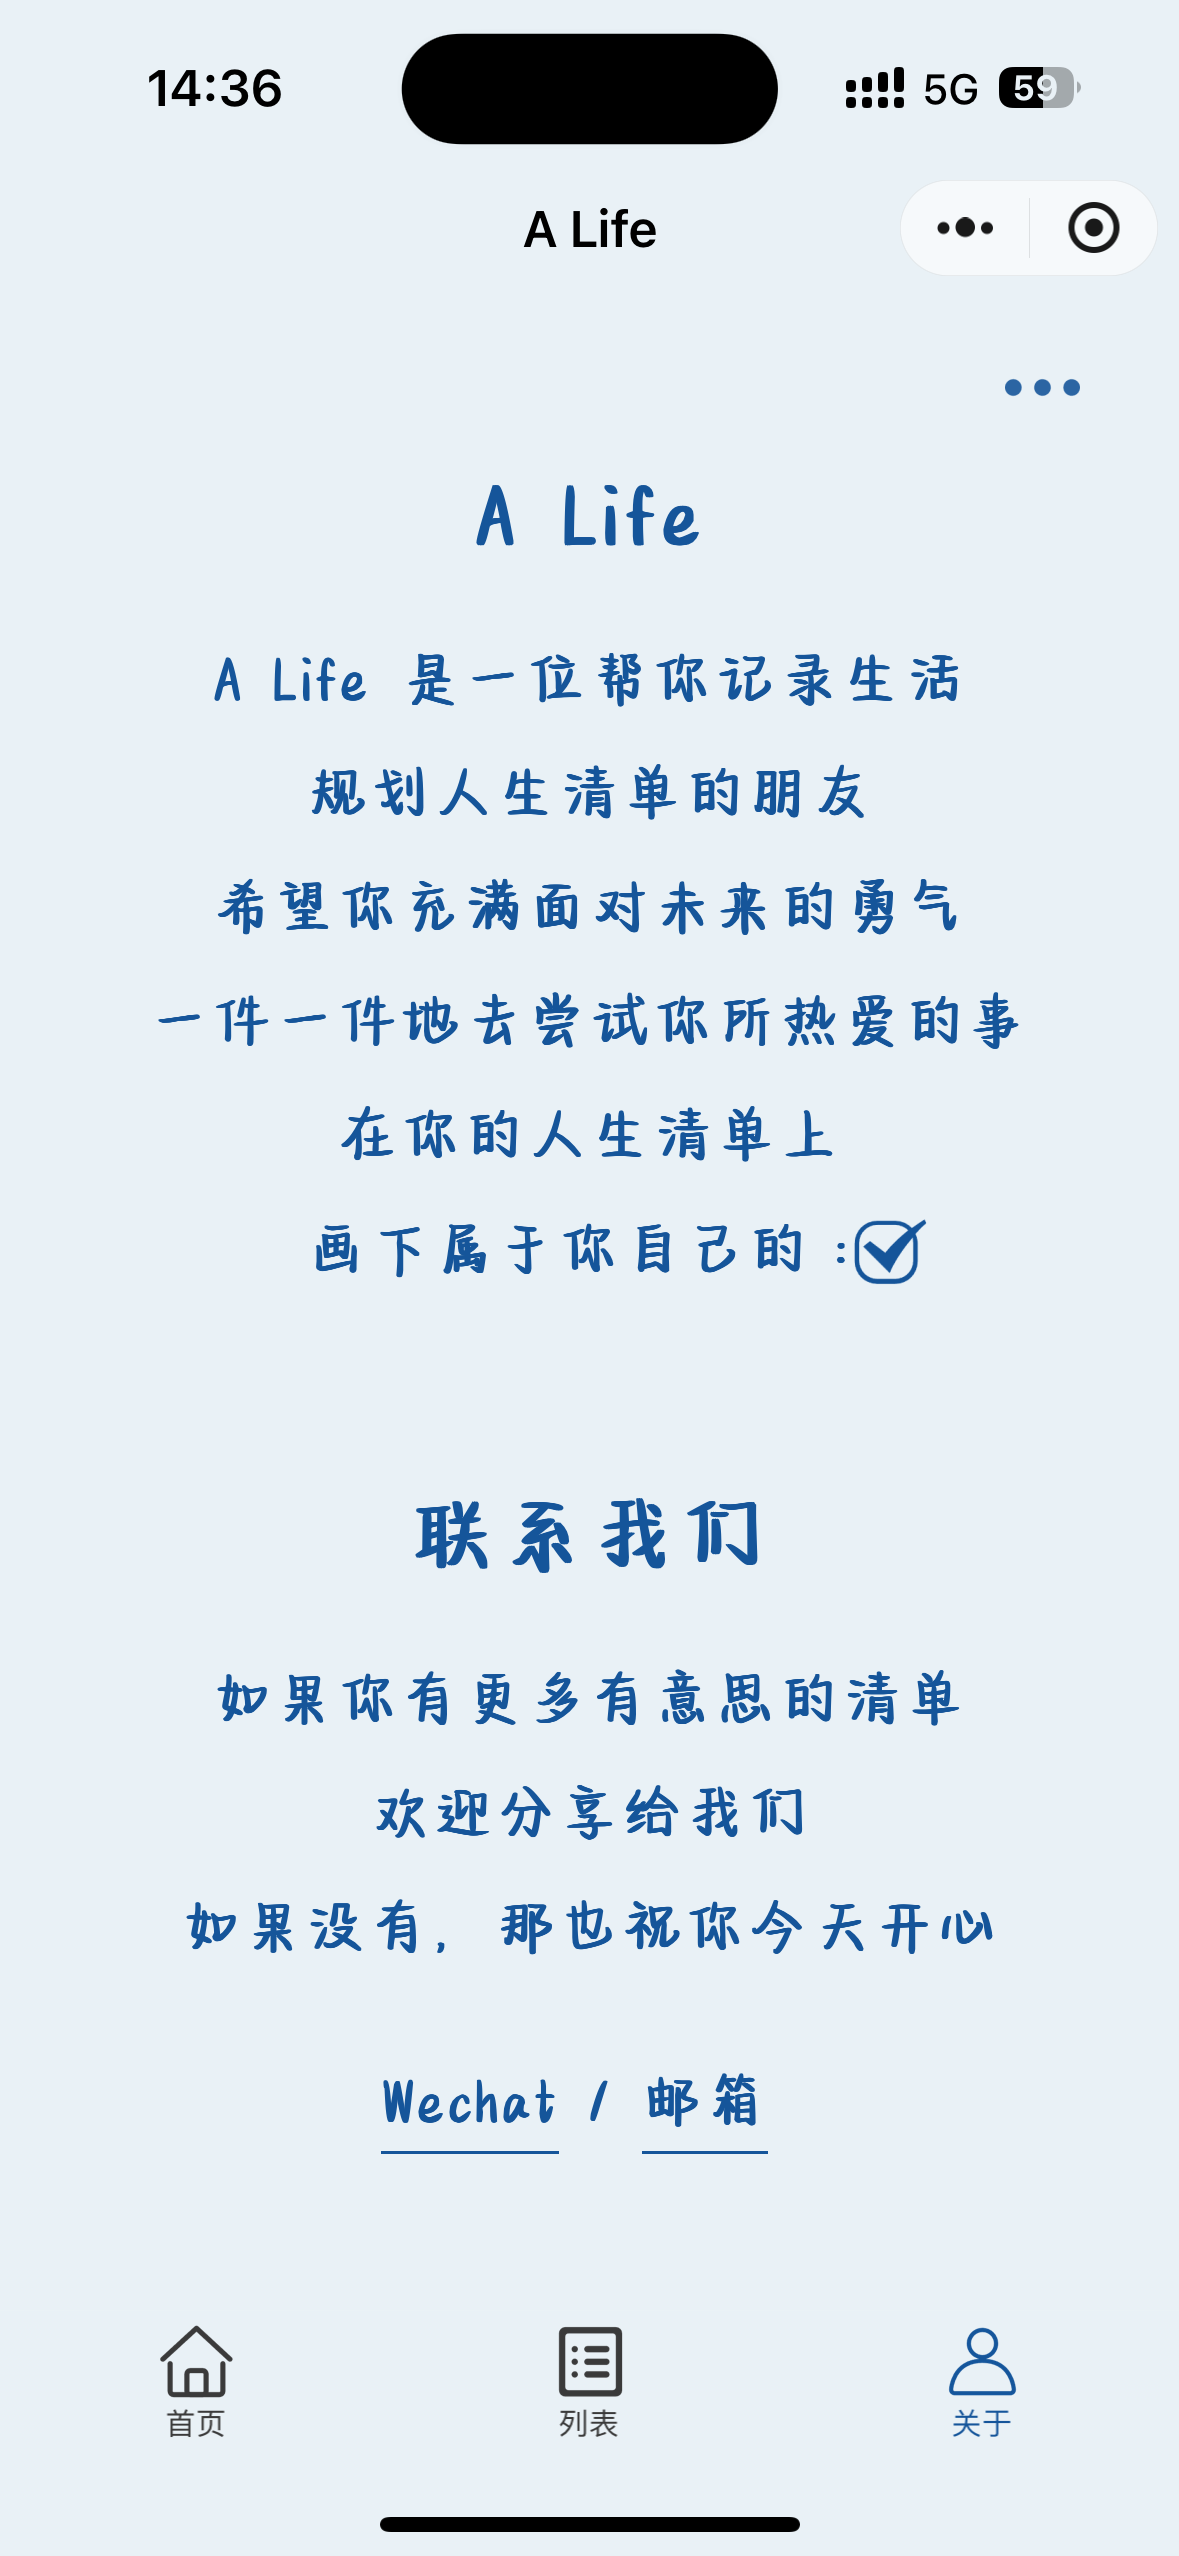 14:36
5G
59
A Life
A Life
A Life 是一位帮你记录生活
规划人生清单的朋友
希望你充满面对未来的勇气
一件一件地去尝试你所热爱的事
在你的人生清单上
画下属于你自己的 :
联系我们
如果你有更多有意思的清单
欢迎分享给我们
如果没有，那也祝你今天开心
Wechat / 邮箱
首页
列表
关于